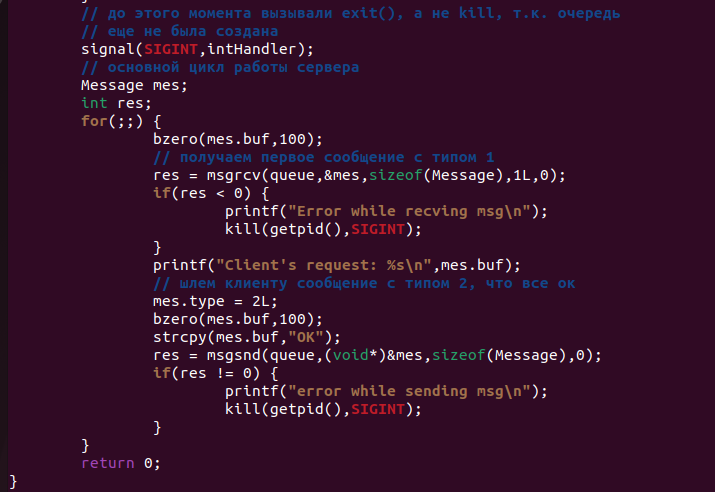 // до этого момента вызывали exit(), а не kill, т.к. очередь
// еще не была создана
signal(SIGINT,intHandler);
// основной цикл работы сервера
Message mes;
int res;
for(;;) {
bzero(mes.buf,100);
// получаем первое сообщение с типом 1
res = msgrcv(queue,&mes,sizeof(Message),1L,0);
if(res < 0) {
printf("Error while recving msg\n");
kill(getpid(),SIGINT);
}
printf("Client's request: %s\n",mes.buf);
// шлем клиенту сообщение с типом 2, что все ок
mes.type = 2L;
bzero(mes.buf,100);
strcpy(mes.buf,"OK");
res = msgsnd(queue,(void*)&mes,sizeof(Message),0);
if(res != 0) {
printf("error while sending msg\n");
kill(getpid(),SIGINT);
}
}
return 0;
}